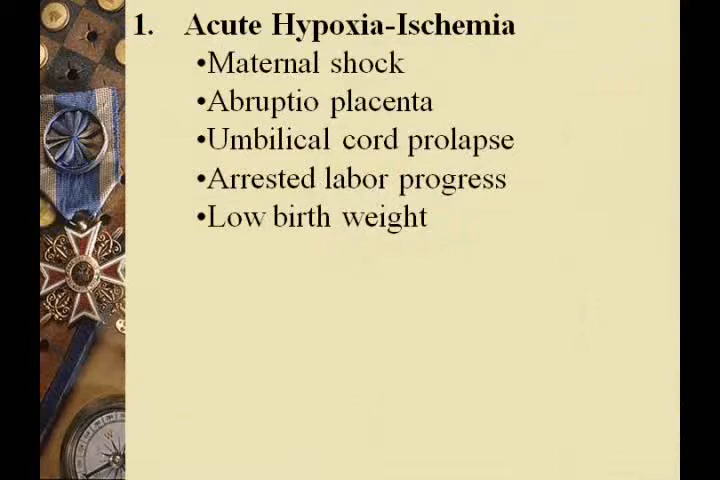 1. Acute Hypoxia-Ischemia
•Maternal shock
•Abruptio placenta
•Umbilical cord prolapse
•Arrested labor progress
•Low birth weight
W